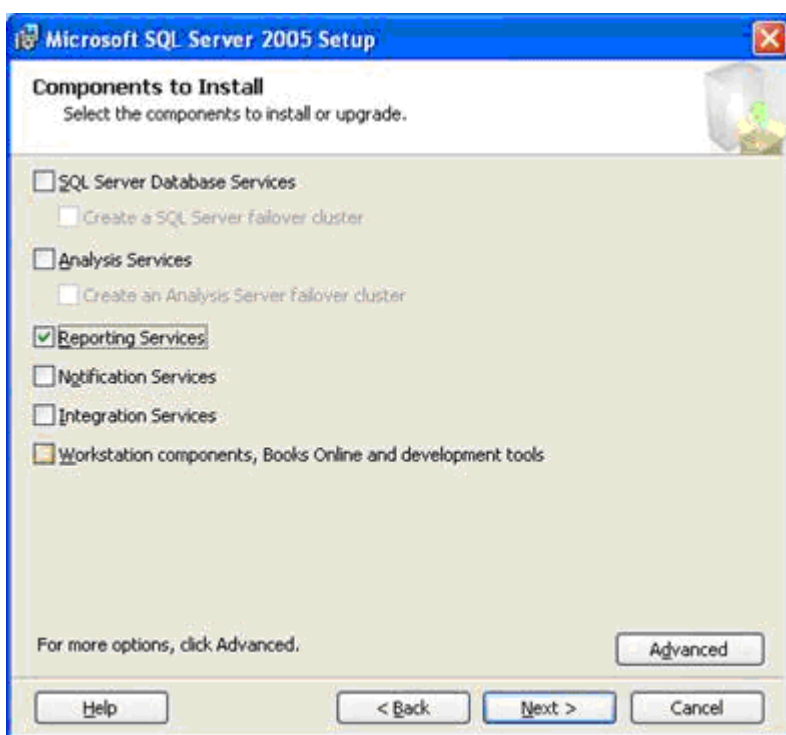 Microsoft SQL Server 2005 Setup
Components to Install
Select the components to install or upgrade.
SQL Server Database Services
Create a SQL Server failover cluster
Analysis Services
Create an Analysis Server failover cluster
Reporting Services
Notification Services
Integration Services
Workstation components, Books Online and development tools
For more options, click Advanced.
Advanced
Help
< Back
Next >
Cancel